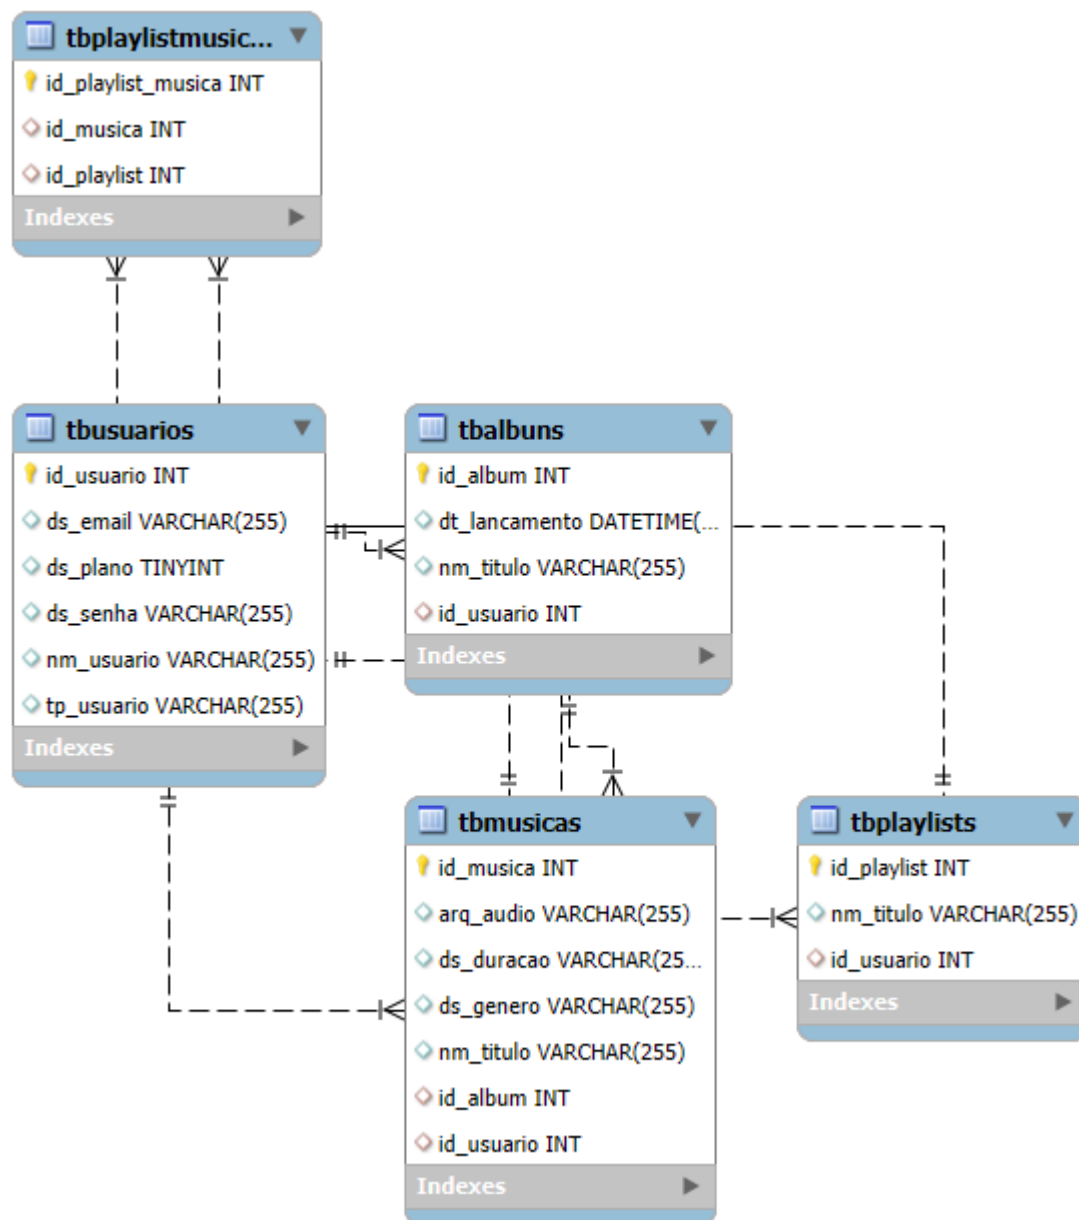 tbplaylistmusic...
id_playlist_musica INT
id_musica INT
id_playlist INT
Indexes
tbusuarios
id_usuario INT
ds_email VARCHAR(255)
ds_plano TINYINT
ds_senha VARCHAR(255)
nm_usuario VARCHAR(255)
tp_usuario VARCHAR(255)
Indexes
tbalbuns
id_album INT
dt_lancamento DATETIME(...
nm_titulo VARCHAR(255)
id_usuario INT
Indexes
tbmusicas
id_musica INT
arq_audio VARCHAR(255)
ds_duracao VARCHAR(25...
ds_genero VARCHAR(255)
nm_titulo VARCHAR(255)
id_album INT
id_usuario INT
Indexes
tbplaylists
id_playlist INT
nm_titulo VARCHAR(255)
id_usuario INT
Indexes